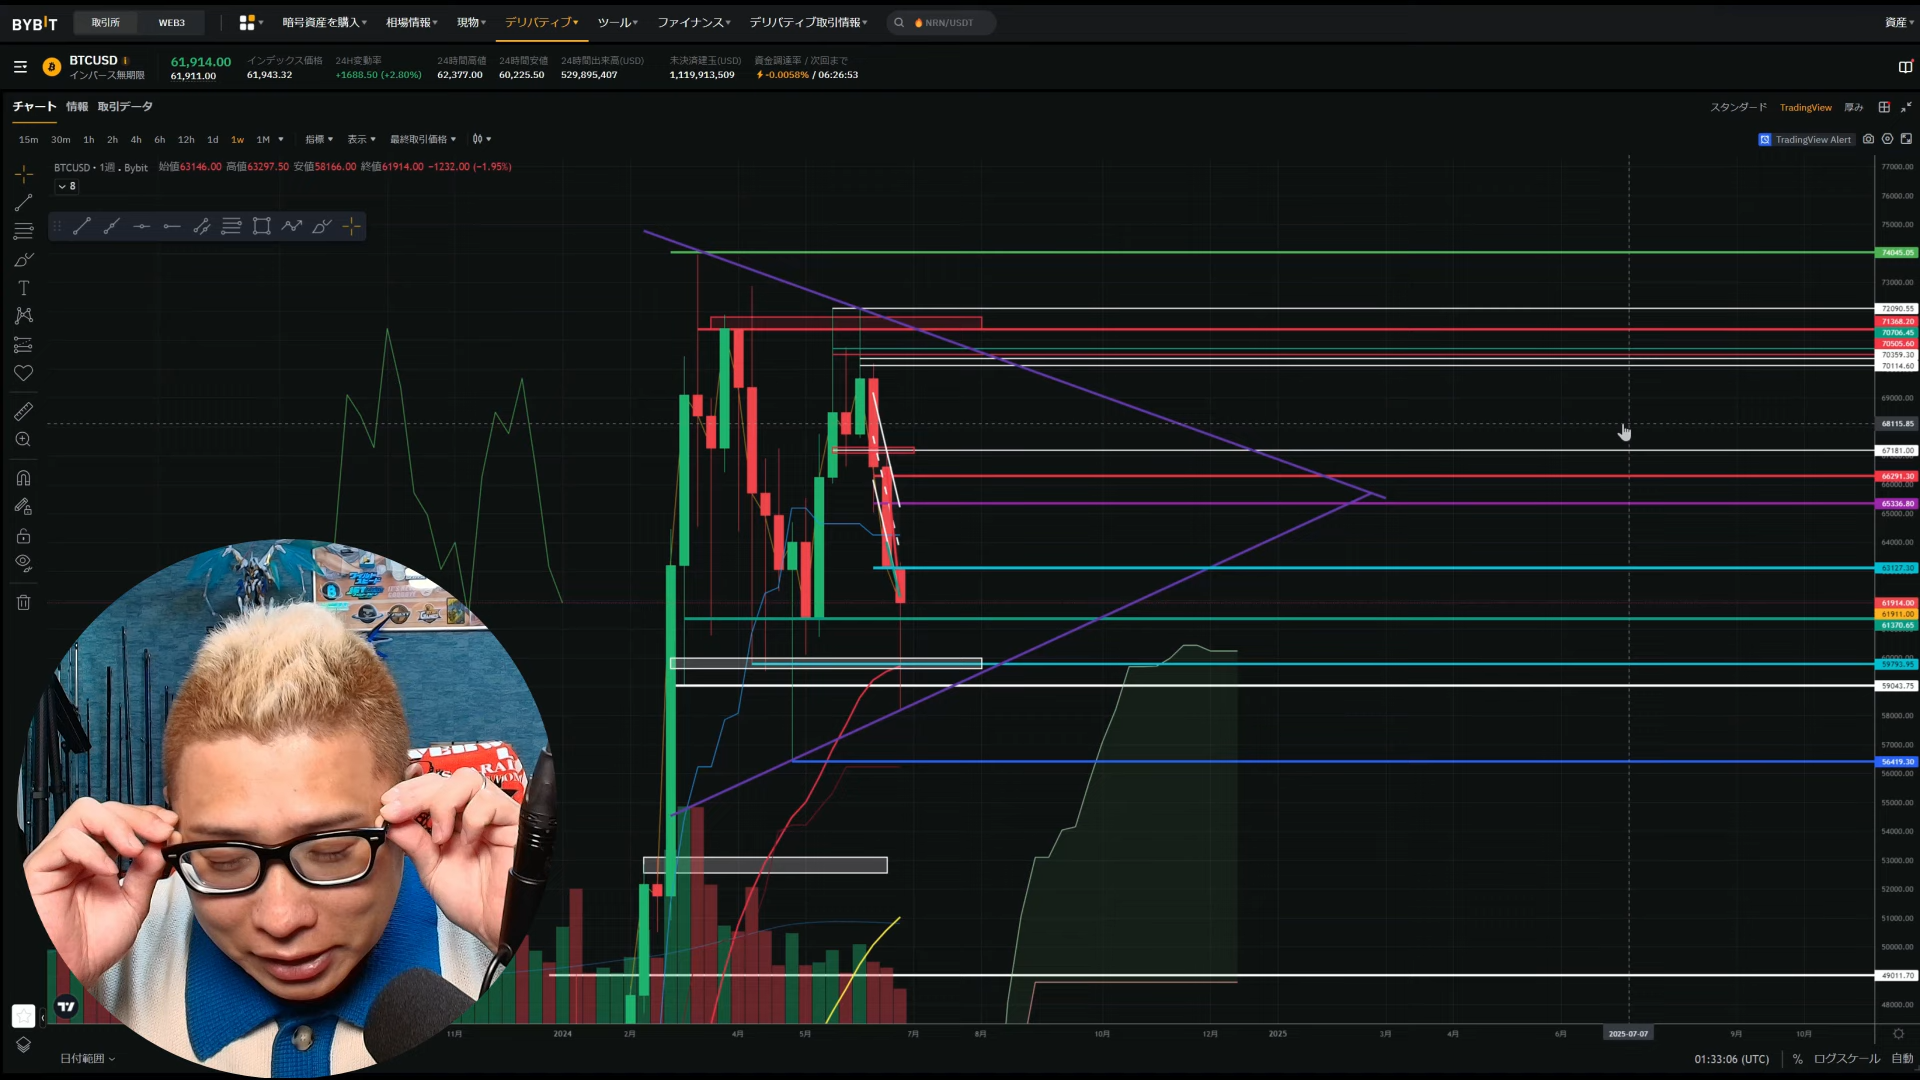 BYBIT 取引所 WEB3 暗号資産を購入 相場情報 現物 デリバティブ ツール ファイナンス デリバティブ取引情報 NRN/USDT 資産
BTCUSD
インバース無期限
61,914.00
61,911.00
インデックス価格
61,943.32
24H変動率
+1688.50 (+2.80%)
24時間高値
62,377.00
24時間安値
60,225.50
24時間出来高(USD)
529,895,407
未決済建玉(USD)
1,119,913,509
資金調達率 / 次回まで
-0.0058% / 06:26:53
チャート 情報 取引データ
スタンダード TradingView 厚み
15m 30m 1h 2h 4h 6h 12h 1d 1w 1M 指標 表示 最終取引価格
TradingView Alert
BTCUSD・1週 . Bybit 始値63146.00 高値63297.50 安値58166.00 終値61914.00 −1232.00 (−1.95%)
8
77000.00
76000.00
75000.00
74045.05
73000.00
72090.55
71368.20
70706.45
70505.60
70359.30
70114.60
69000.00
68115.85
67181.00
66291.30
66000.00
65336.80
65000.00
64000.00
63127.30
61914.00
61911.00
61370.65
59793.95
59043.75
58000.00
57000.00
56419.30
56000.00
55000.00
54000.00
53000.00
52000.00
51000.00
50000.00
49011.70
48000.00
11月 2024 2月 4月 5月 7月 8月 10月 12月 2025 3月 4月 6月 2025-07-07 9月 10月
日付範囲
01:33:06 (UTC) % ログスケール 自動